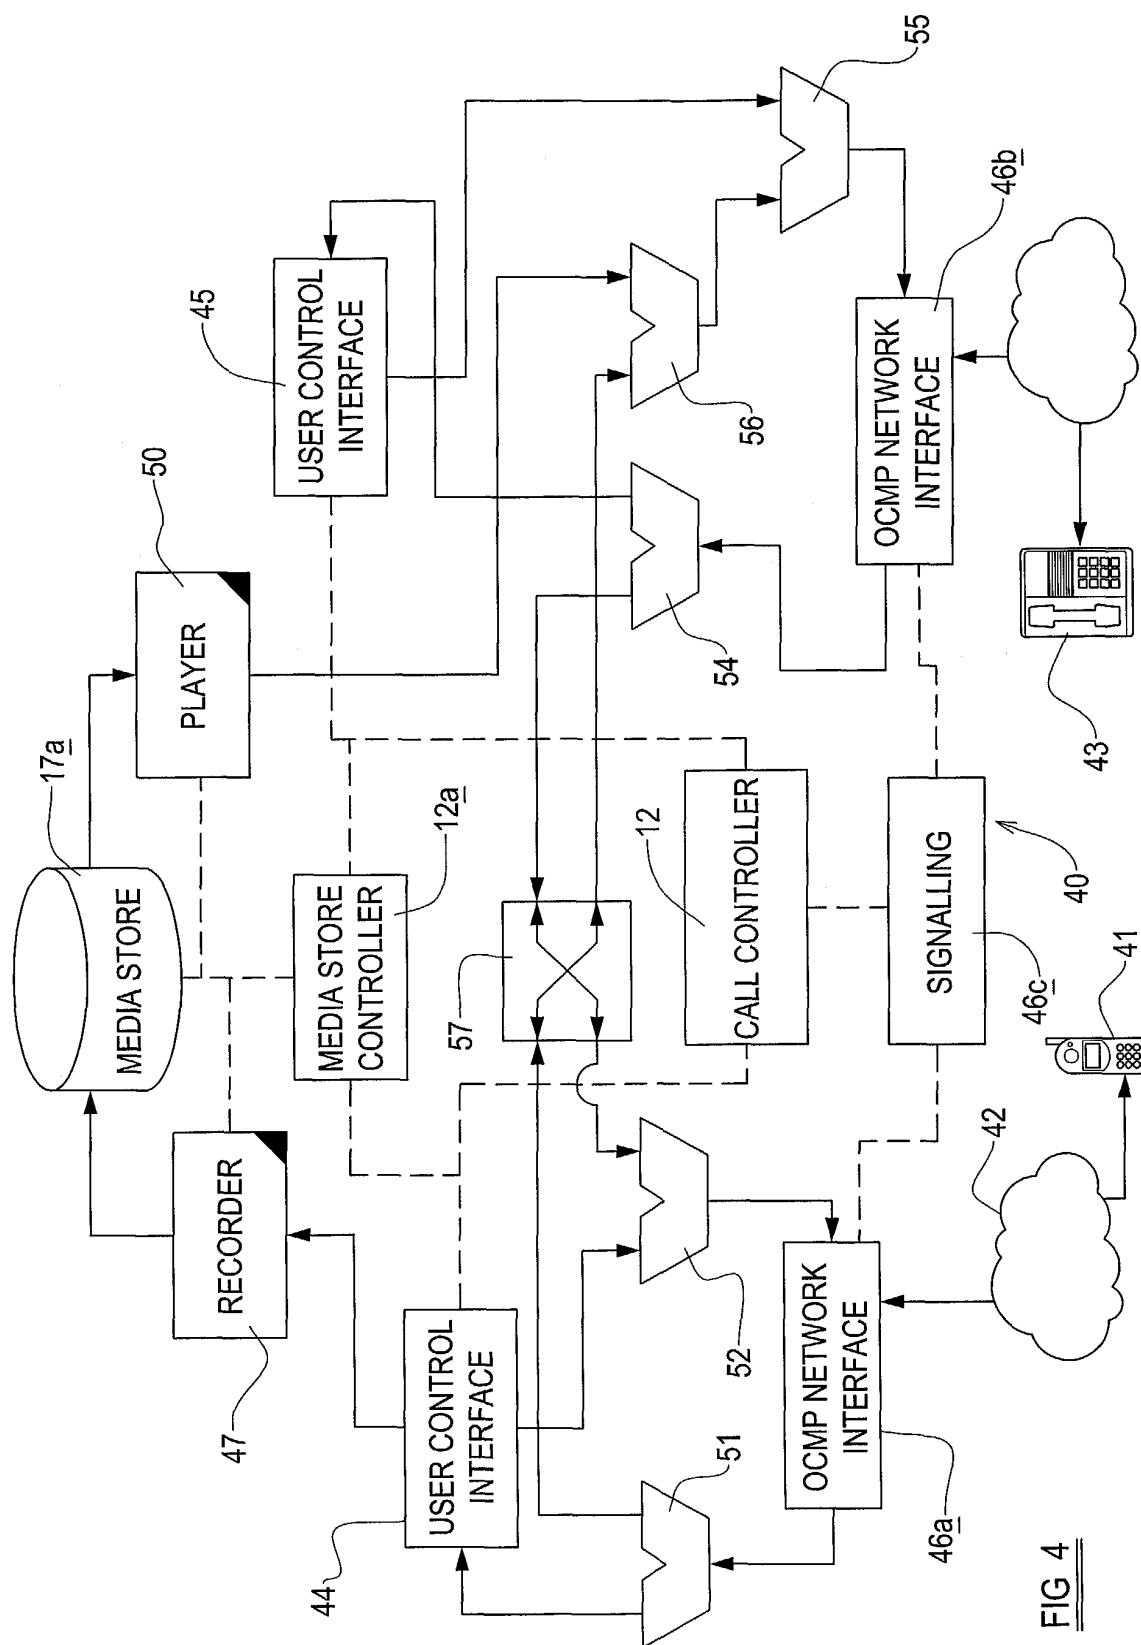 MEDIA STORE
17a
50
PLAYER
45
USER CONTROL
INTERFACE
RECORDER
47
MEDIA STORE
CONTROLLER
12a
44
USER CONTROL
INTERFACE
57
51
52
54
56
55
12
CALL CONTROLLER
OCMP NETWORK
INTERFACE
46a
SIGNALLING
46c
40
OCMP NETWORK
INTERFACE
46b
42
41
43
FIG 4